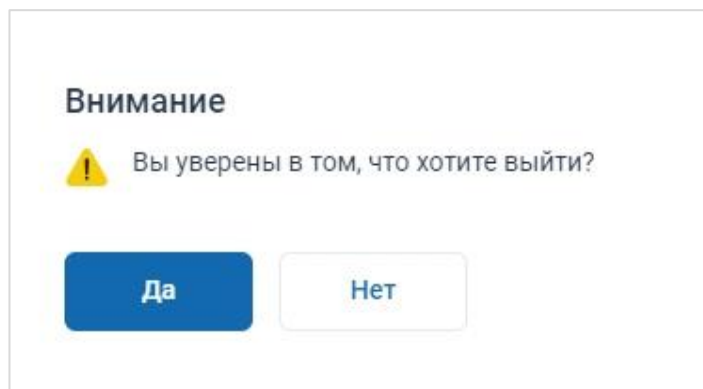 Внимание
Вы уверены в том, что хотите выйти?
Да
Нет